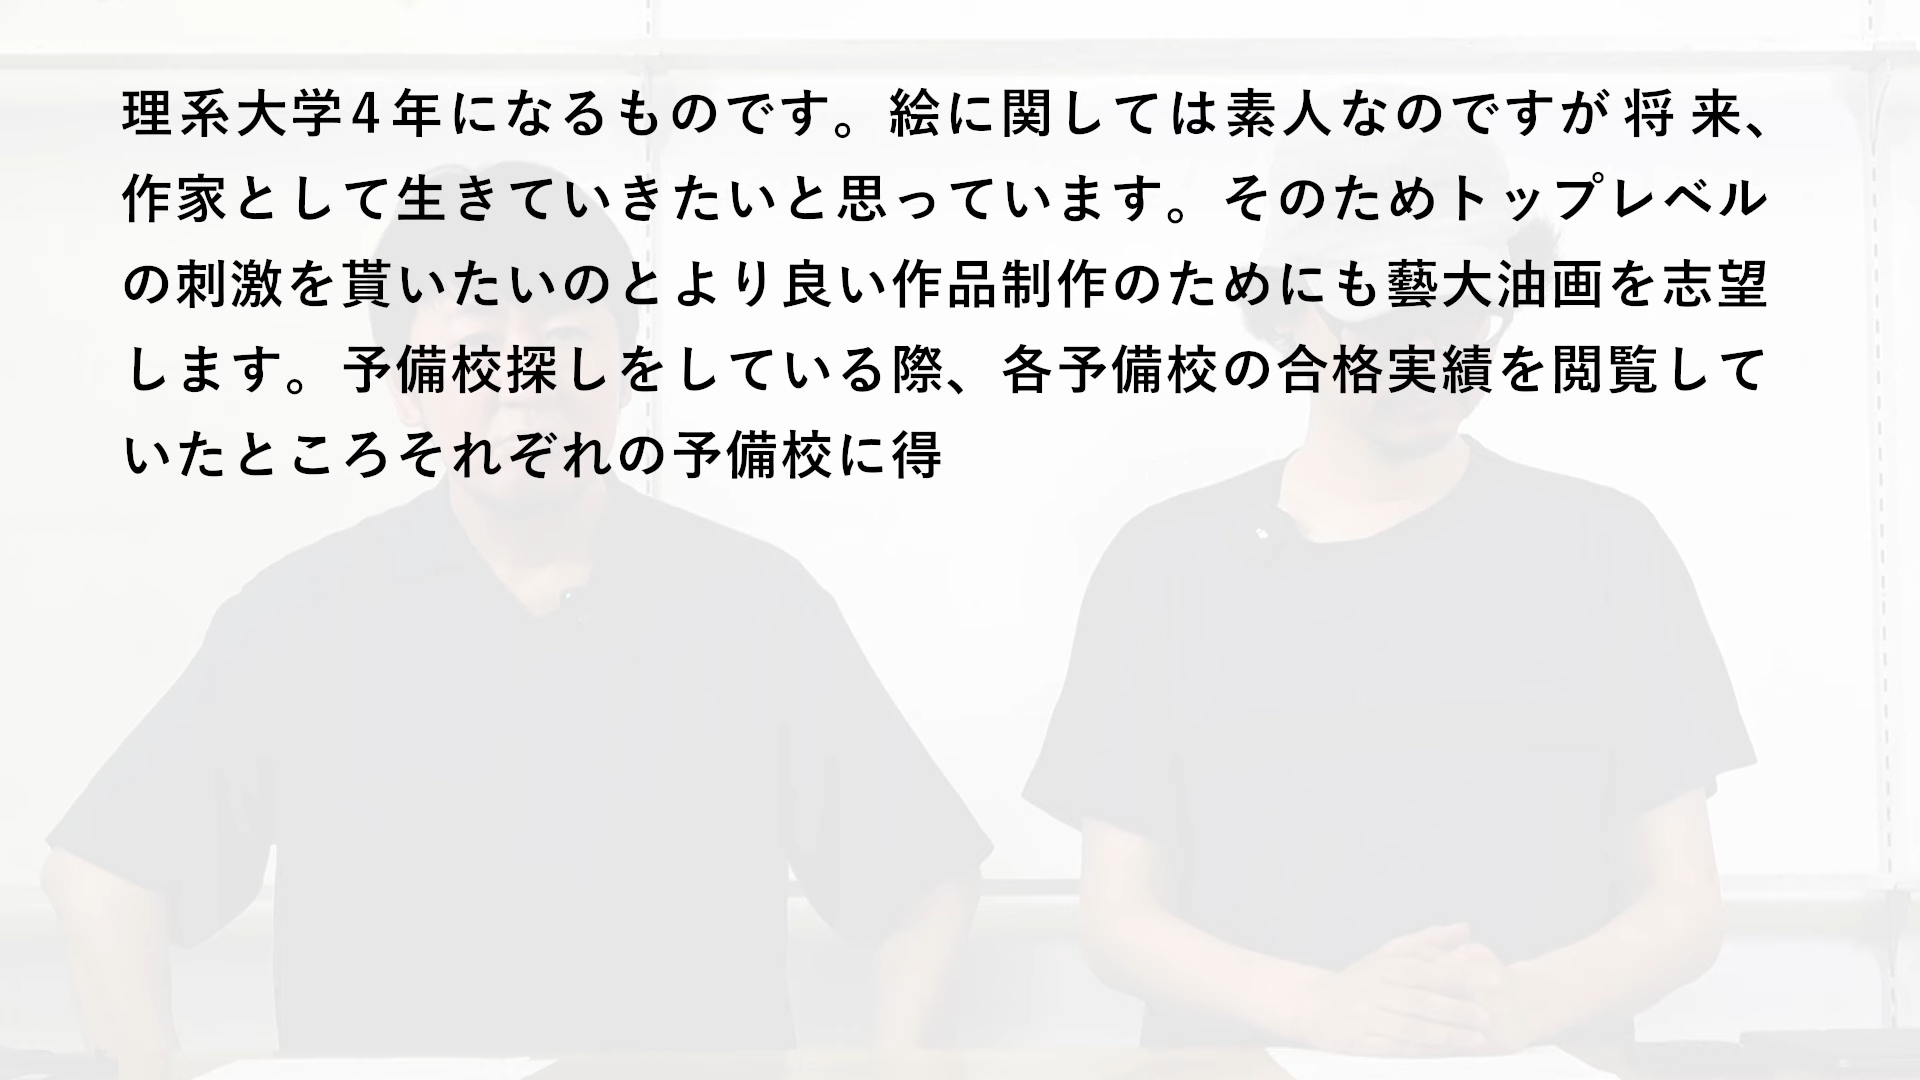 理系大学4年になるものです。絵に関しては素人なのですが将来、
作家として生きていきたいと思っています。そのためトップレベル
の刺激を貰いたいのとより良い作品制作のためにも藝大油画を志望
します。予備校探しをしている際、各予備校の合格実績を閲覧して
いたところそれぞれの予備校に得